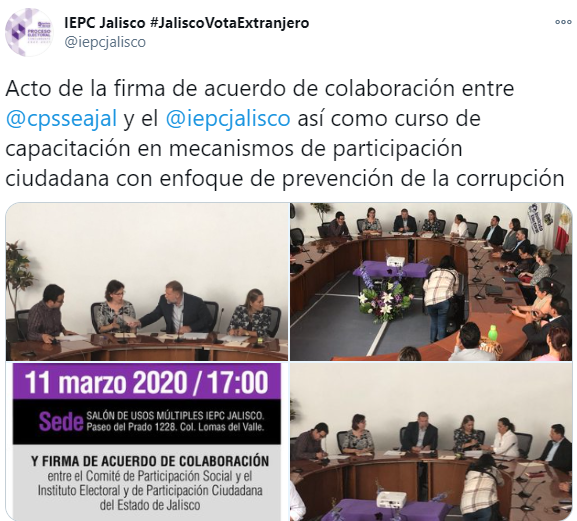 IEPC Jalisco #JaliscoVotaExtranjero
@iepcjalisco
Acto de la firma de acuerdo de colaboración entre
@cpsseajal y el @iepcjalisco así como curso de
capacitación en mecanismos de participación
ciudadana con enfoque de prevención de la corrupción
11 marzo 2020 / 17:00
Sede SALÓN DE USOS MÚLTIPLES IEPC JALISCO.
Paseo del Prado 1228. Col. Lomas del Valle.
Y FIRMA DE ACUERDO DE COLABORACIÓN
entre el Comité de Participación Social y el
Instituto Electoral y de Participación Ciudadana
del Estado de Jalisco